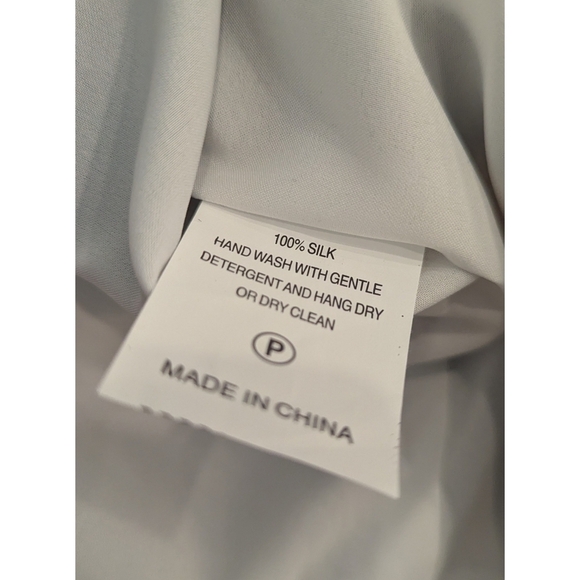 100% SILK
HAND WASH WITH GENTLE
DETERGENT AND HANG DRY
OR DRY CLEAN
P
MADE IN CHINA